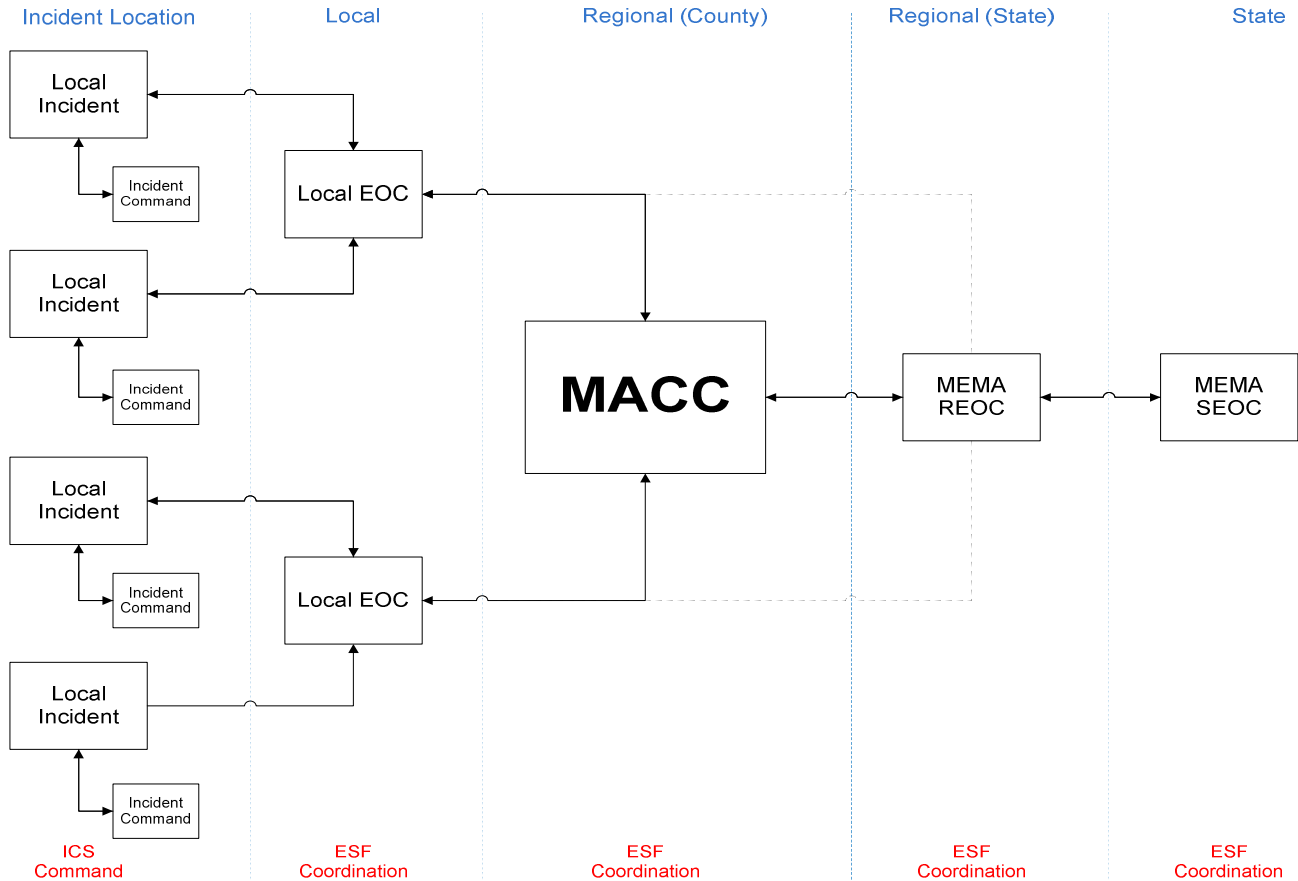 Incident Location
Local
Regional (County)
Regional (State)
State
Local
Incident
Incident
Command
Local EOC
Local
Incident
Incident
Command
MACC
MEMA
REOC
MEMA
SEOC
Local
Incident
Incident
Command
Local EOC
Local
Incident
Incident
Command
ICS
Command
ESF
Coordination
ESF
Coordination
ESF
Coordination
ESF
Coordination